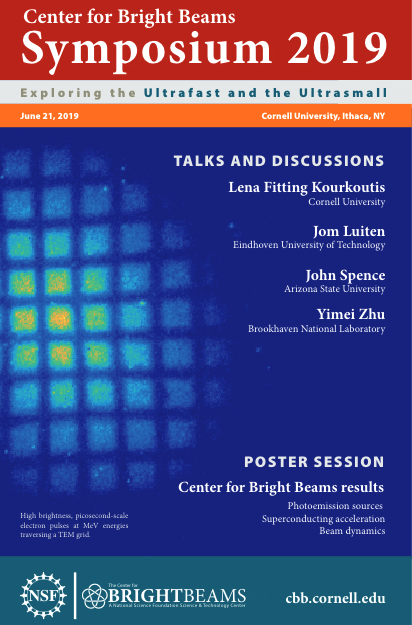 Center for Bright Beams
Symposium 2019
Exploring the Ultrafast and the Ultrasmall
June 21, 2019
Cornell University, Ithaca, NY
TALKS AND DISCUSSIONS
Lena Fitting Kourkoutis
Cornell University
Jom Luiten
Eindhoven University of Technology
John Spence
Arizona State University
Yimei Zhu
Brookhaven National Laboratory
POSTER SESSION
Center for Bright Beams results
Photoemission sources
Superconducting acceleration
Beam dynamics
High brightness, picosecond-scale
electron pulses at MeV energies
traversing a TEM grid.
NSF
The Center for
BRIGHTBEAMS
A National Science Foundation Science & Technology Center
cbb.cornell.edu